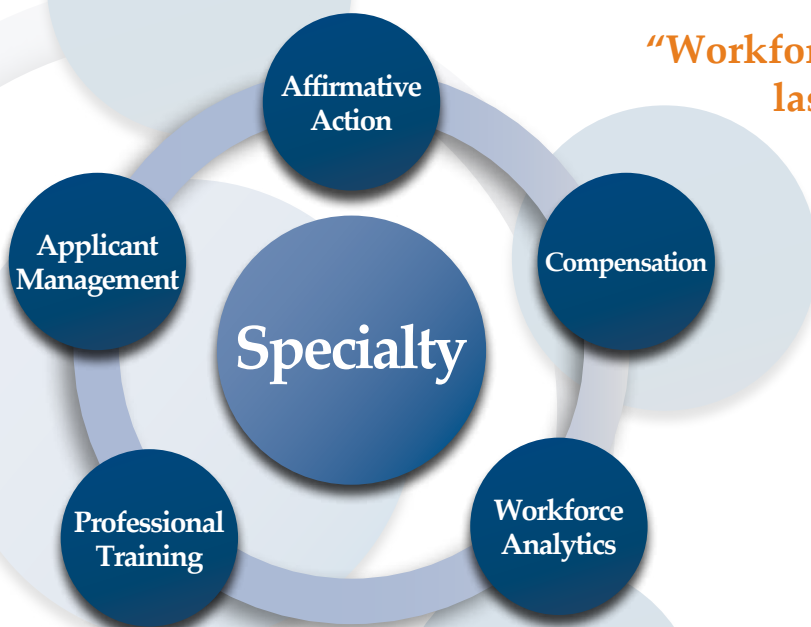 Affirmative
Action
"Workfor
las
Applicant
Management
Compensation
Specialty
Professional
Training
Workforce
Analytics